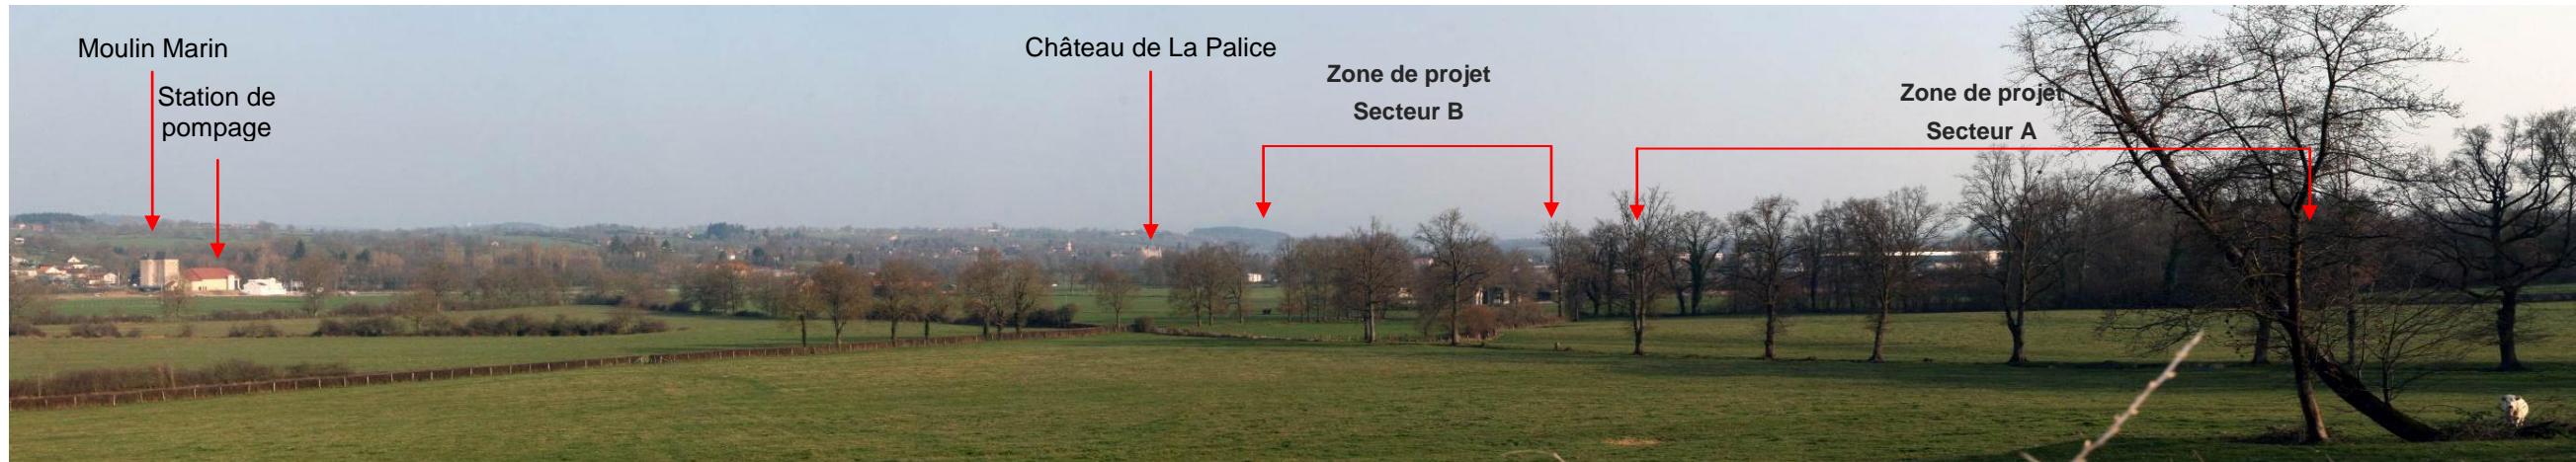 Moulin Marin
Station de
pompage
Château de La Palice
Zone de projet
Secteur B
Zone de projet
Secteur A